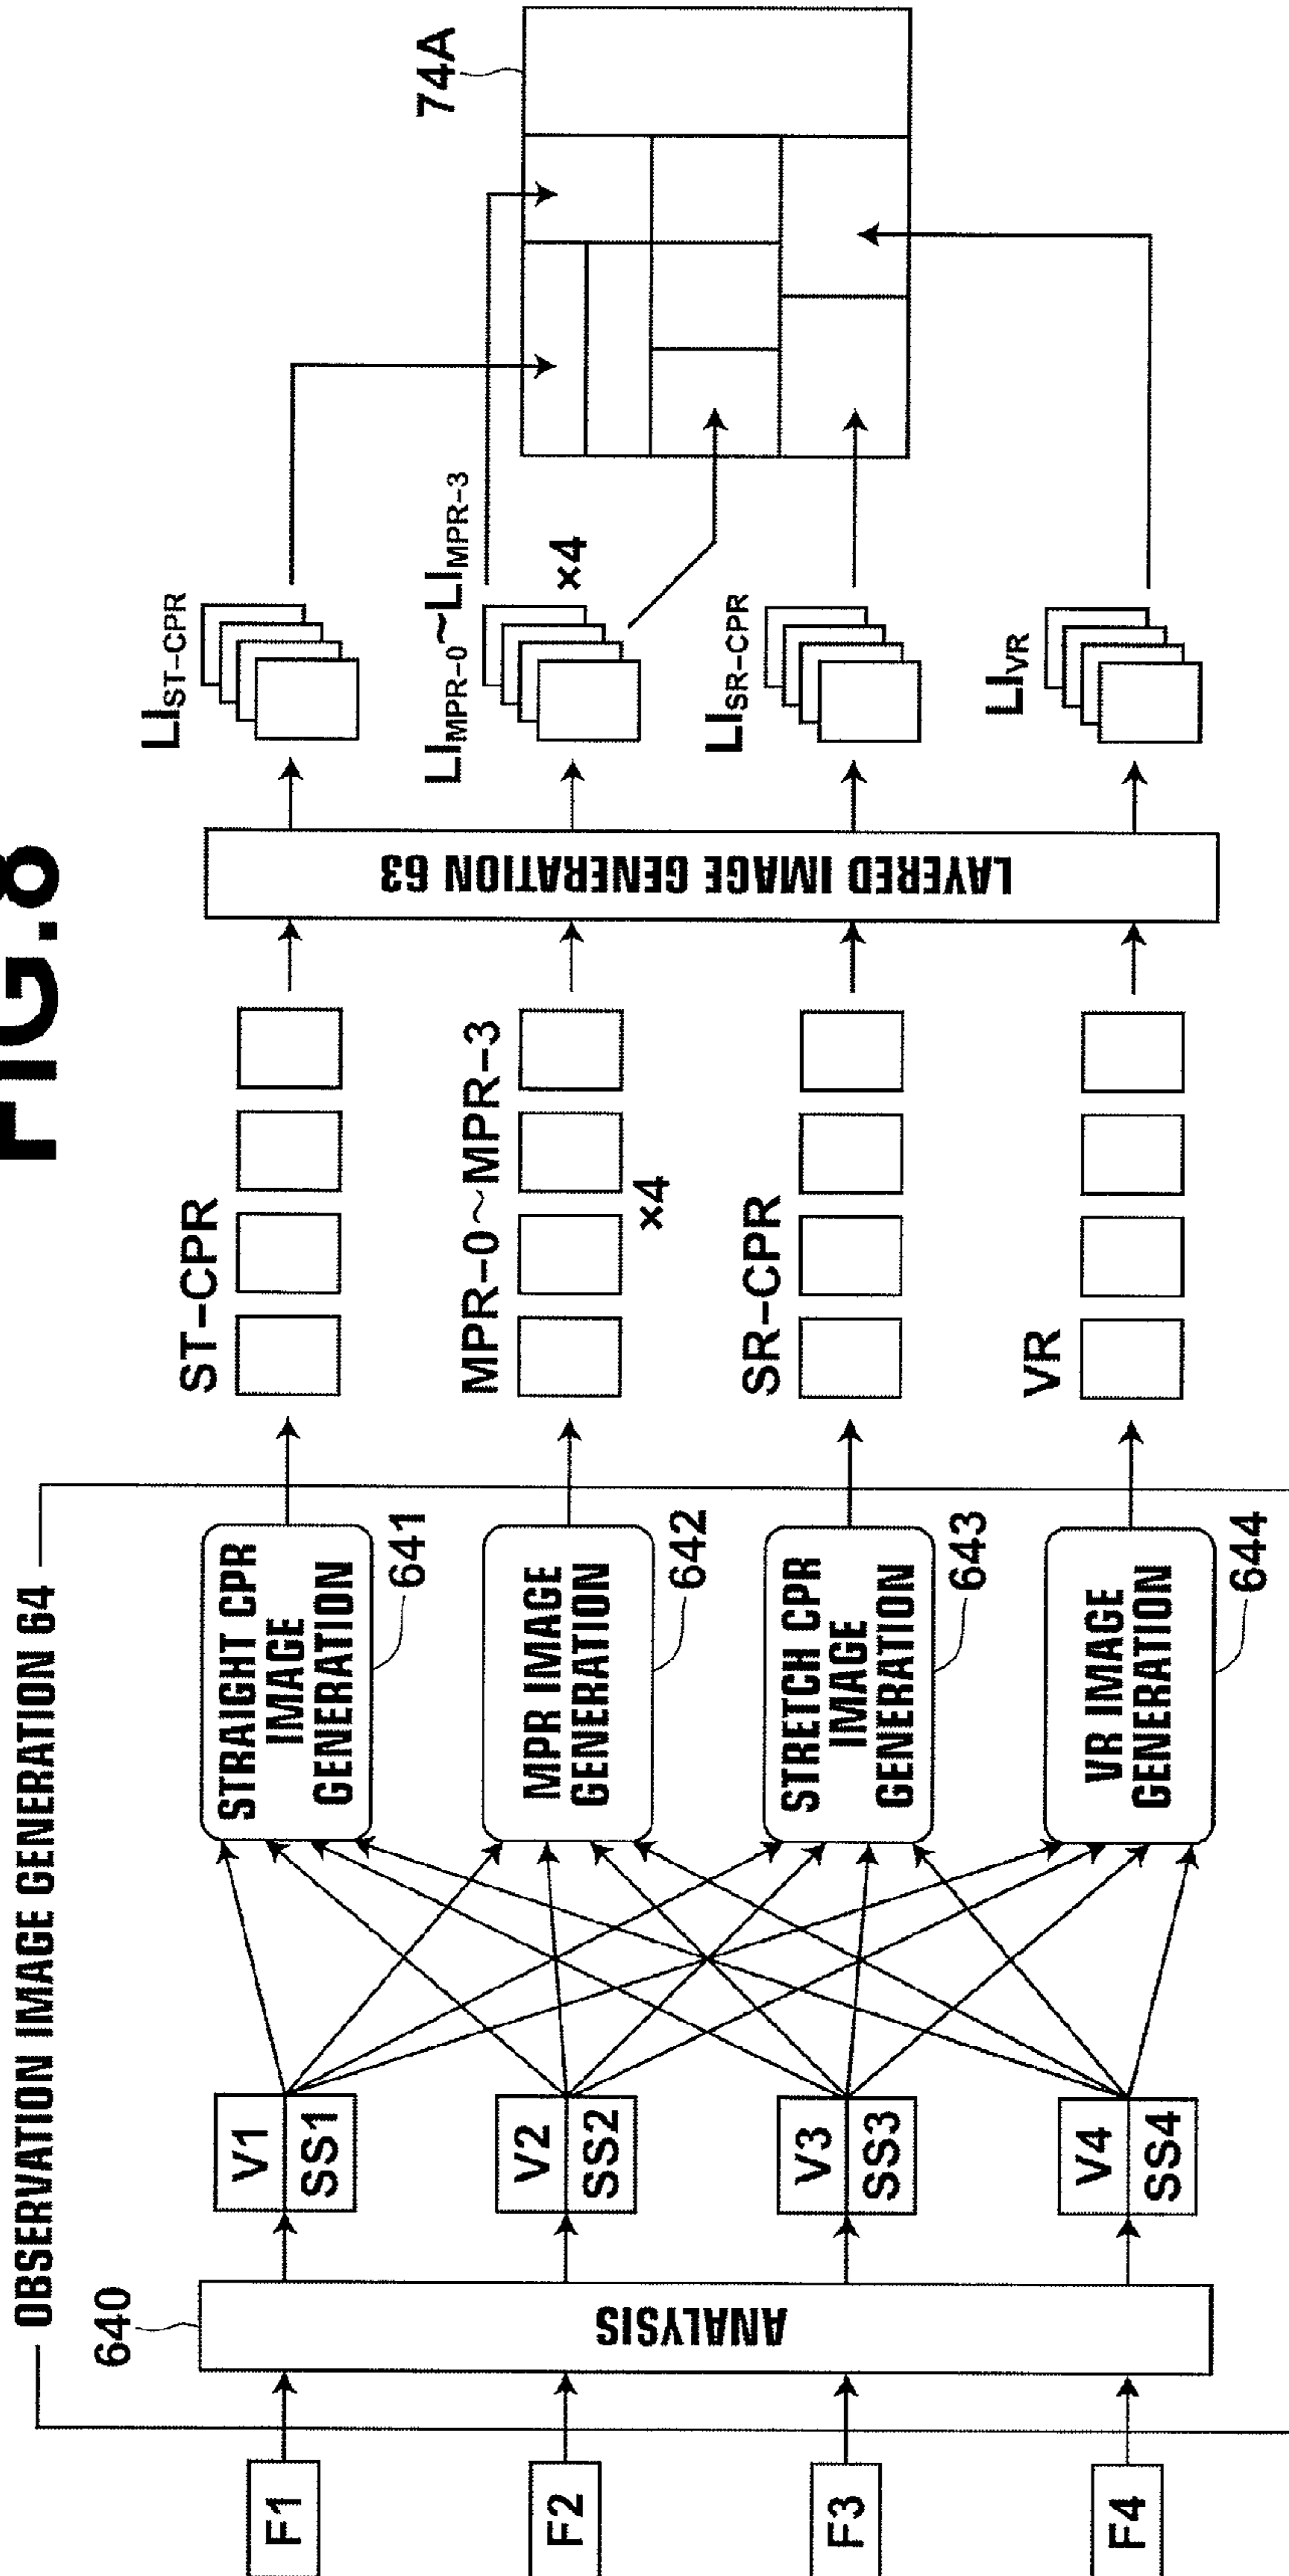 FIG.8
OBSERVATION IMAGE GENERATION 64
640
F1
F2
F3
F4
ANALYSIS
V1
SS1
V2
SS2
V3
SS3
V4
SS4
STRAIGHT CPR
IMAGE
GENERATION
641
MPR IMAGE
GENERATION
642
STRETCH CPR
IMAGE
GENERATION
643
VR IMAGE
GENERATION
644
ST-CPR
MPR-0~MPR-3
×4
SR-CPR
VR
LAYERED IMAGE GENERATION 63
LIST-CPR
LIMPR-0~LIMPR-3
×4
LISR-CPR
LIVR
74A